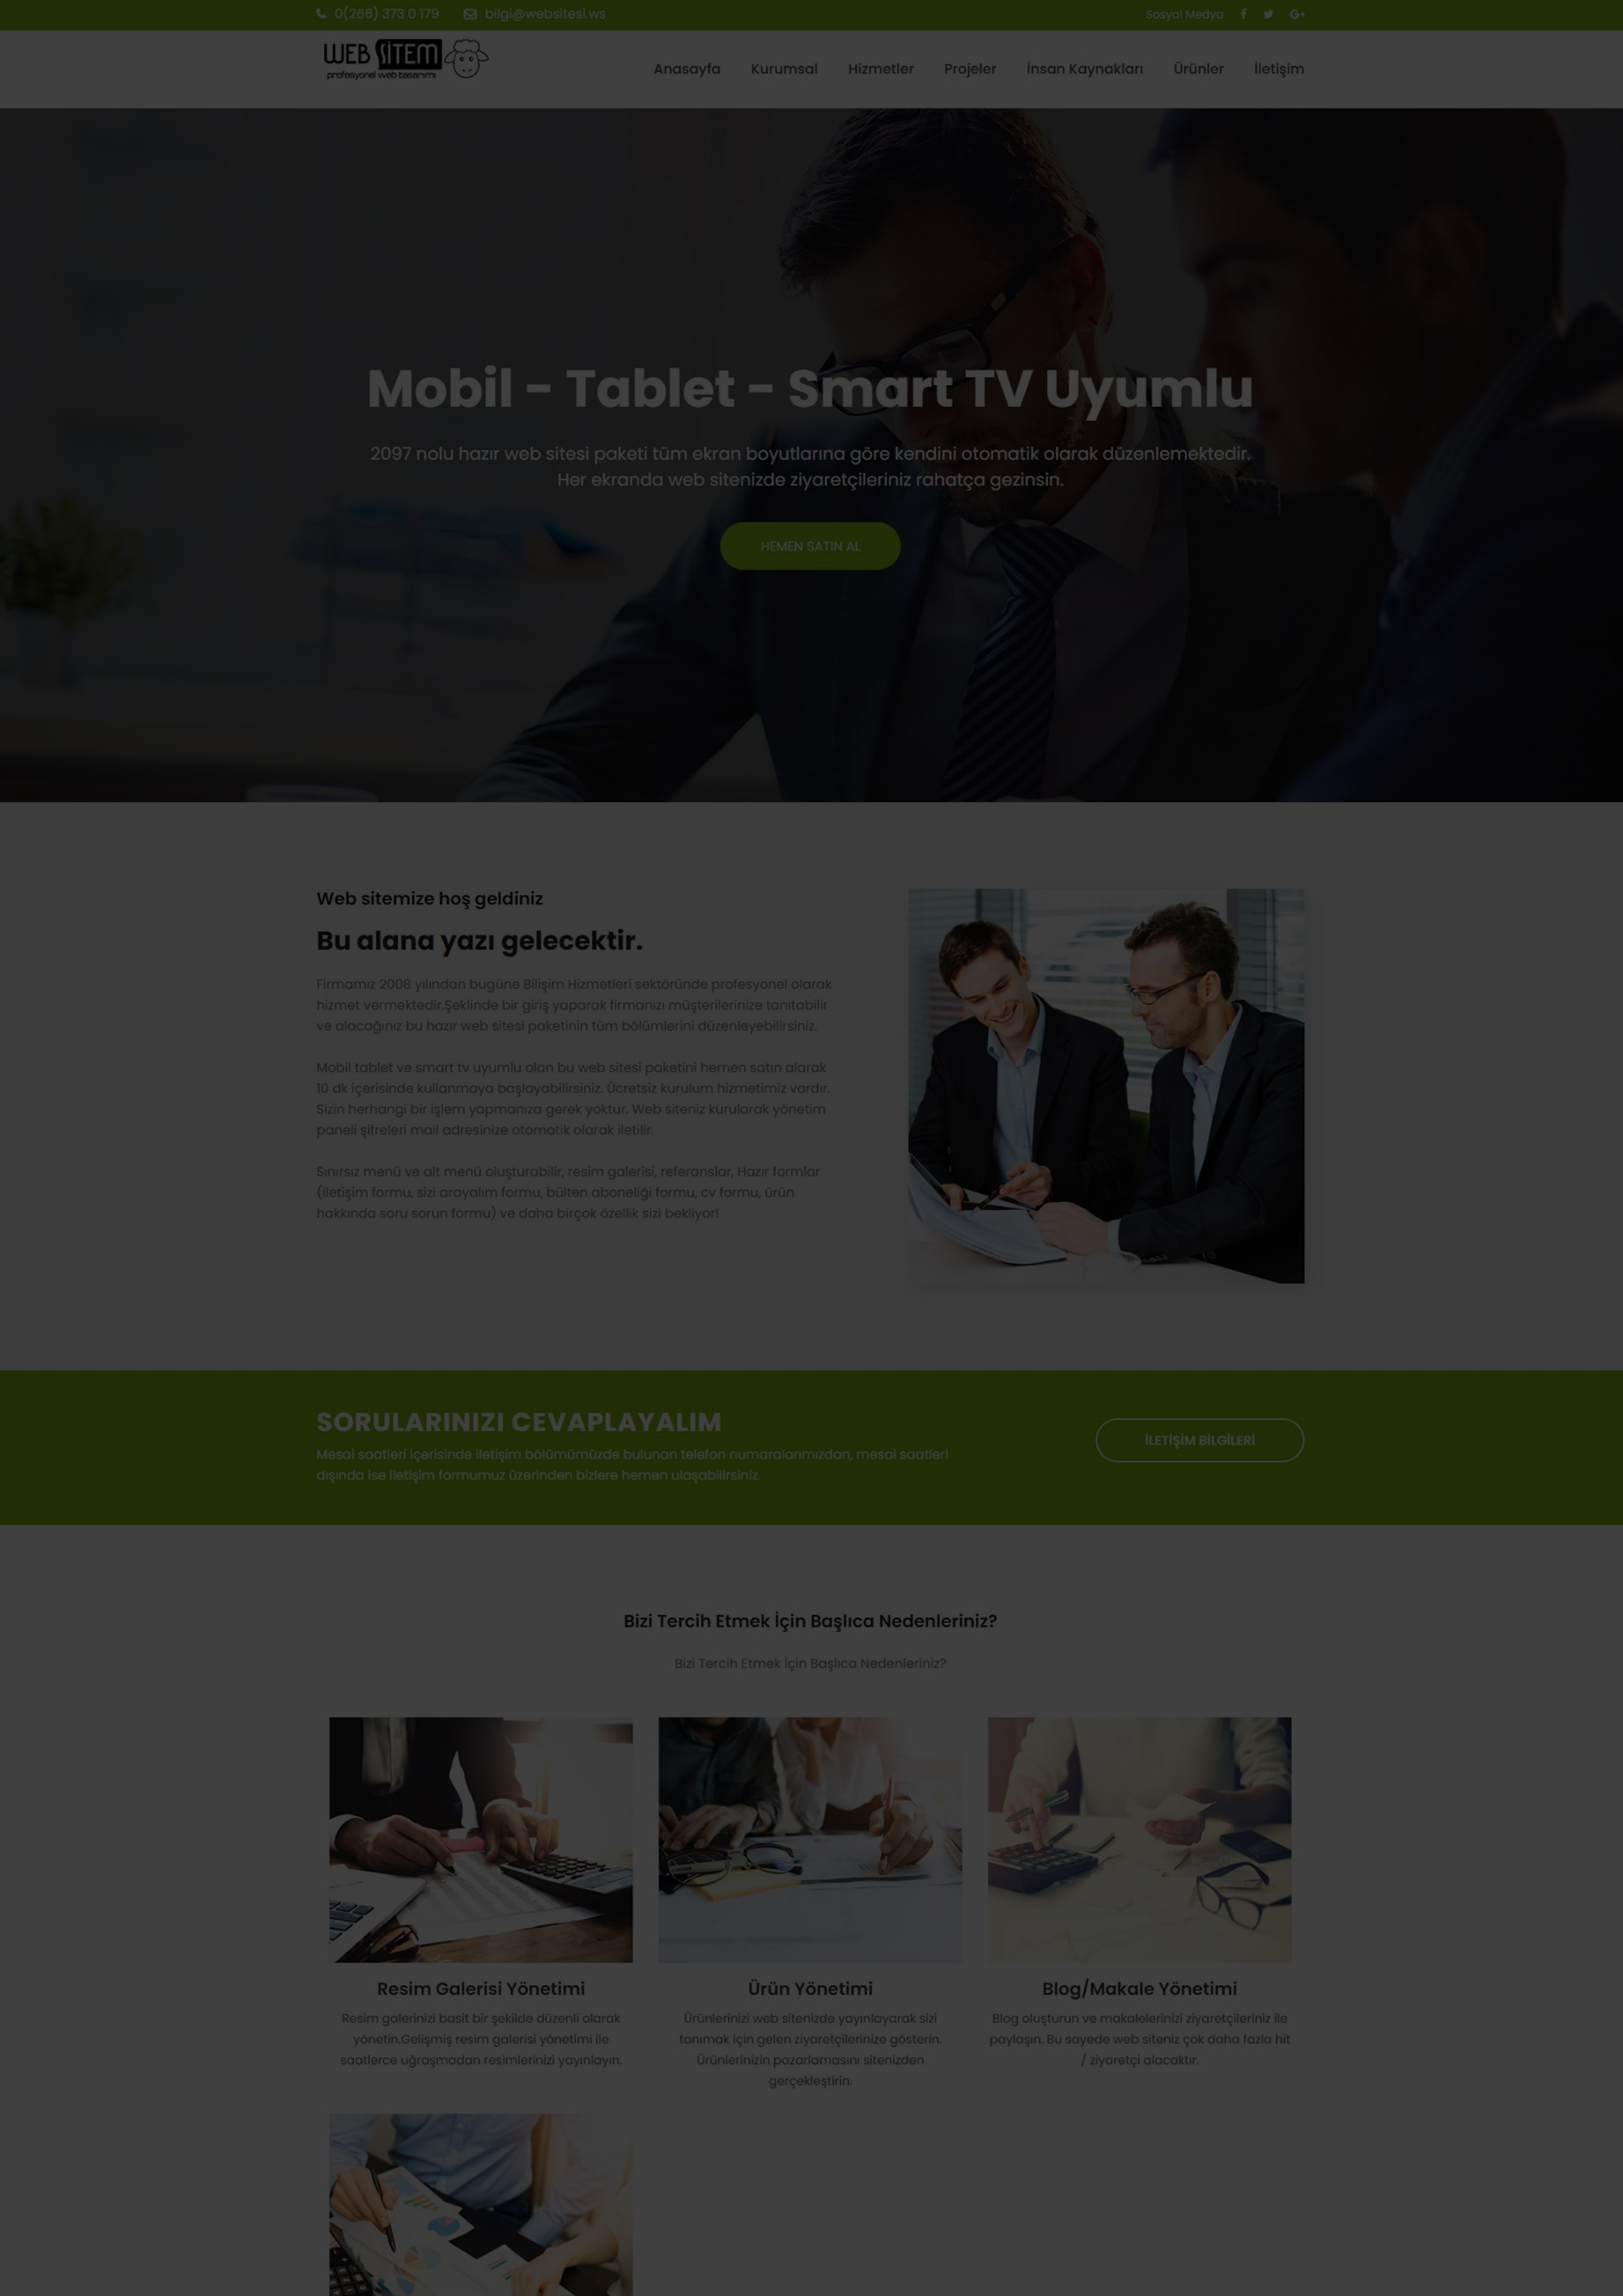 0(266) 373 0 179 bilgi@websitesi.ws Sosyal Medya
WEB SİTEM
profesyonel web tasarımı
Anasayfa Kurumsal Hizmetler Projeler İnsan Kaynakları Ürünler İletişim
Mobil - Tablet - Smart TV Uyumlu
2097 nolu hazır web sitesi paketi tüm ekran boyutlarına göre kendini otomatik olarak düzenlemektedir.
Her ekranda web sitenizde ziyaretçileriniz rahatça gezinsin.
HEMEN SATIN AL
Web sitemize hoş geldiniz
Bu alana yazı gelecektir.
Firmamız 2008 yılından bugüne Bilişim Hizmetleri sektöründe profesyonel olarak
hizmet vermektedir.Şeklinde bir giriş yaparak firmanızı müşterilerinize tanıtabilir
ve alacağınız bu hazır web sitesi paketinin tüm bölümlerini düzenleyebilirsiniz.
Mobil tablet ve smart tv uyumlu olan bu web sitesi paketini hemen satın alarak
10 dk içerisinde kullanmaya başlayabilirsiniz. Ücretsiz kurulum hizmetimiz vardır.
Sizin herhangi bir işlem yapmanıza gerek yoktur. Web siteniz kurularak yönetim
paneli şifreleri mail adresinize otomatik olarak iletilir.
Sınırsız menü ve alt menü oluşturabilir, resim galerisi, referanslar, Hazır formlar
(iletişim formu, sizi arayalım formu, bülten aboneliği formu, cv formu, ürün
hakkında soru sorun formu) ve daha birçok özellik sizi bekliyor!
SORULARINIZI CEVAPLAYALIM
Mesai saatleri içerisinde iletişim bölümümüzde bulunan telefon numaralarımızdan, mesai saatleri
dışında ise iletişim formumuz üzerinden bizlere hemen ulaşabilirsiniz.
İLETİŞİM BİLGİLERİ
Bizi Tercih Etmek İçin Başlıca Nedenleriniz?
Bizi Tercih Etmek İçin Başlıca Nedenleriniz?
Resim Galerisi Yönetimi
Resim galerinizi basit bir şekilde düzenli olarak
yönetin.Gelişmiş resim galerisi yönetimi ile
saatlerce uğraşmadan resimlerinizi yayınlayın.
Ürün Yönetimi
Ürünlerinizi web sitenizde yayınlayarak sizi
tanımak için gelen ziyaretçilerinize gösterin.
Ürünlerinizin pazarlamasını sitenizden
gerçekleştirin.
Blog/Makale Yönetimi
Blog oluşturun ve makalelerinizi ziyaretçileriniz ile
paylaşın. Bu sayede web siteniz çok daha fazla hit
/ ziyaretçi alacaktır.